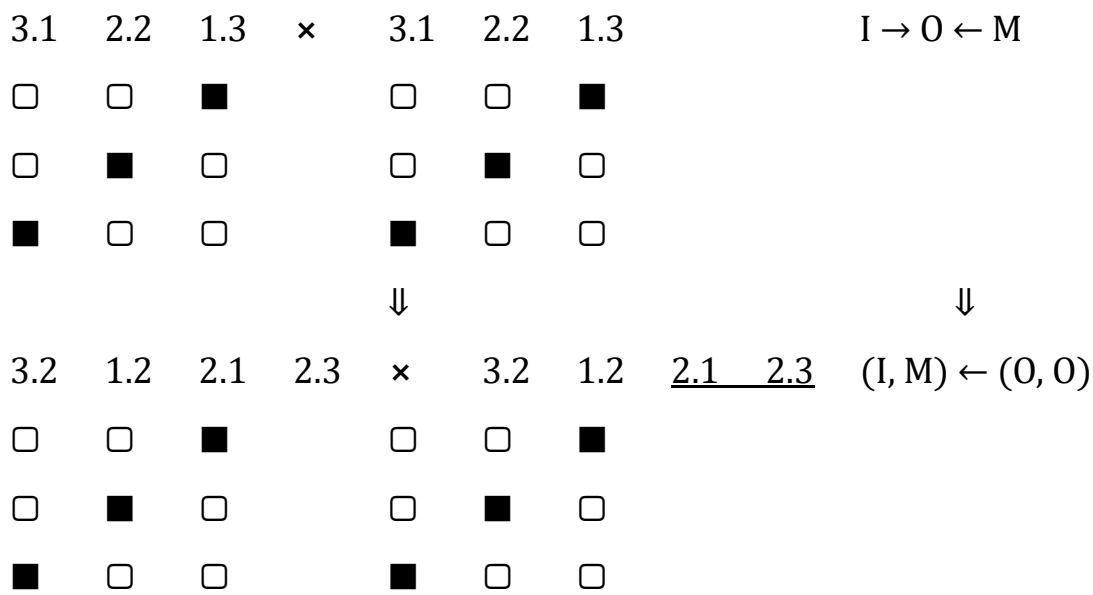 3.1 2.2 1.3 × 3.1 2.2 1.3 I → O ← M
▢ ▢ ■ ▢ ▢ ■
▢ ■ ▢ ▢ ■ ▢
■ ▢ ▢ ■ ▢ ▢
⇓ ⇓
3.2 1.2 2.1 2.3 × 3.2 1.2 2.1 2.3 (I, M) ← (O, O)
▢ ▢ ■ ▢ ▢ ■
▢ ■ ▢ ▢ ■ ▢
■ ▢ ▢ ■ ▢ ▢